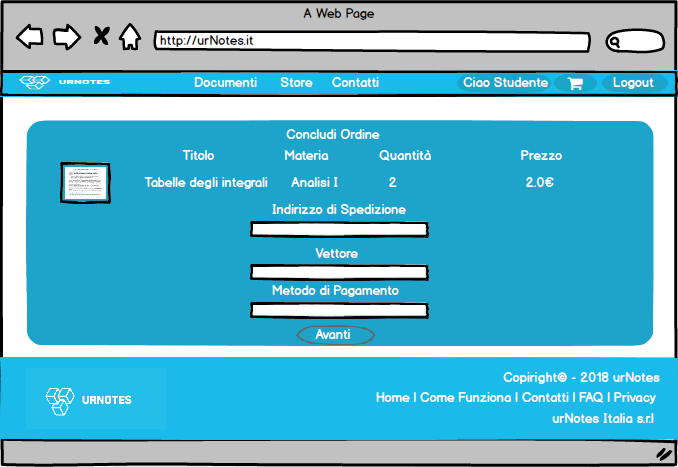 A Web Page
http://urNotes.it
URNOTES Documenti Store Contatti Ciao Studente Logout
Concludi Ordine
Titolo Materia Quantità Prezzo
Tabelle degli integrali Analisi I 2 2.0€
Indirizzo di Spedizione
Vettore
Metodo di Pagamento
Avanti
Copiright© - 2018 urNotes
Home I Come Funziona I Contatti I FAQ I Privacy
URNOTES
urNotes Italia s.r.l